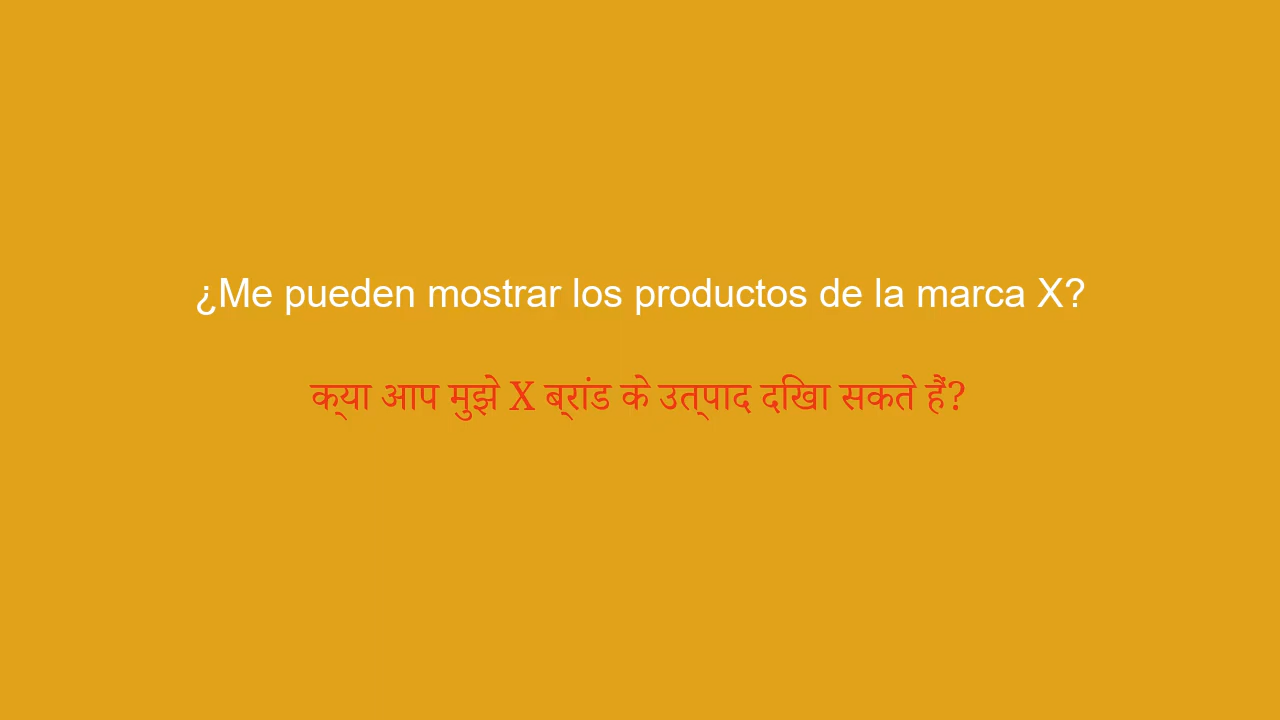 ¿Me pueden mostrar los productos de la marca X?
क्या आप मुझे X ब्रांड के उत्पाद दिखा सकते हैं?